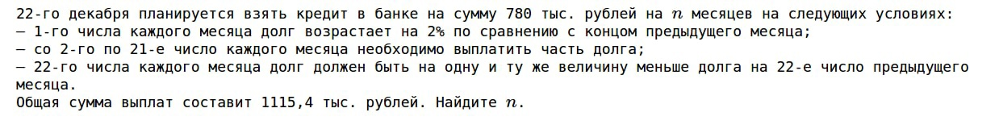 22-го декабря планируется взять кредит в банке на сумму 780 тыс. рублей на n месяцев на следующих условиях:
– 1-го числа каждого месяца долг возрастает на 2% по сравнению с концом предыдущего месяца;
– со 2-го по 21-е число каждого месяца необходимо выплатить часть долга;
– 22-го числа каждого месяца долг должен быть на одну и ту же величину меньше долга на 22-е число предыдущего
месяца.
Общая сумма выплат составит 1115,4 тыс. рублей. Найдите n.